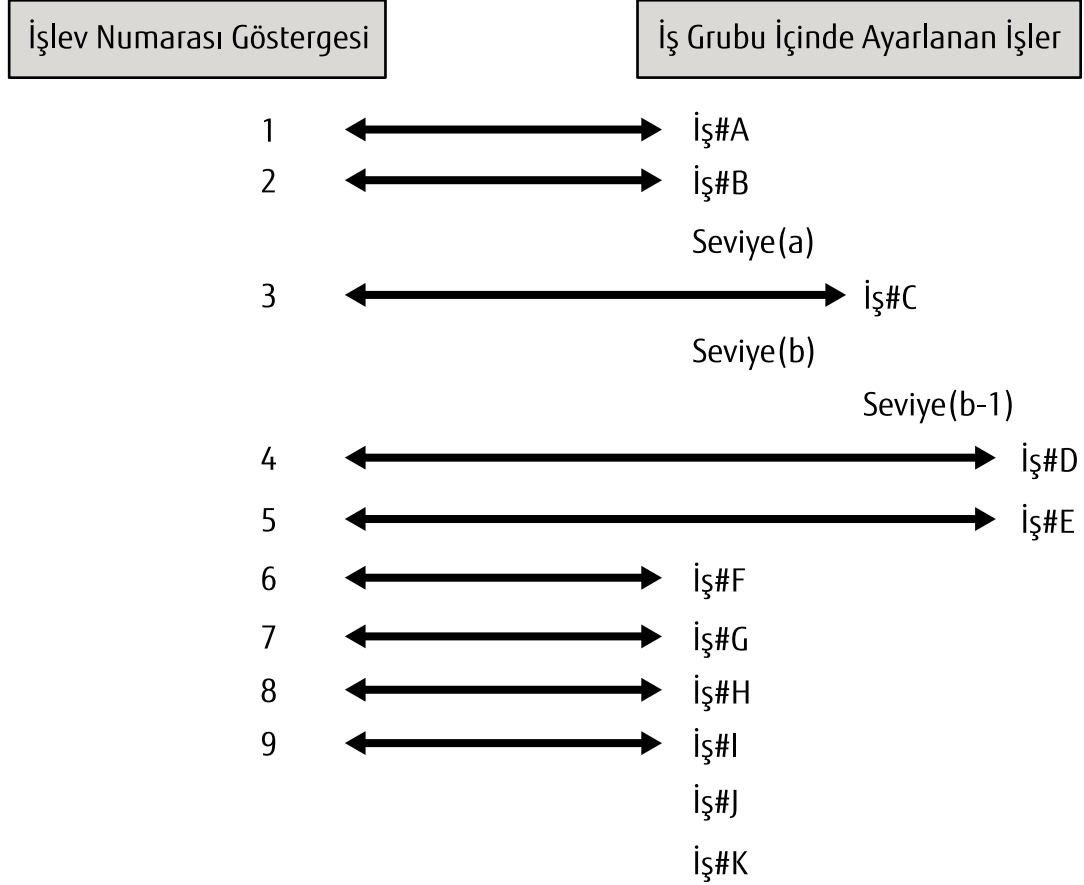 İşlev Numarası Göstergesi İş Grubu İçinde Ayarlanan İşler
1 İş#A
2 İş#B
Seviye(a)
3 İş#C
Seviye(b)
Seviye(b-1)
4 İş#D
5 İş#E
6 İş#F
7 İş#G
8 İş#H
9 İş#I
İş#J
İş#K